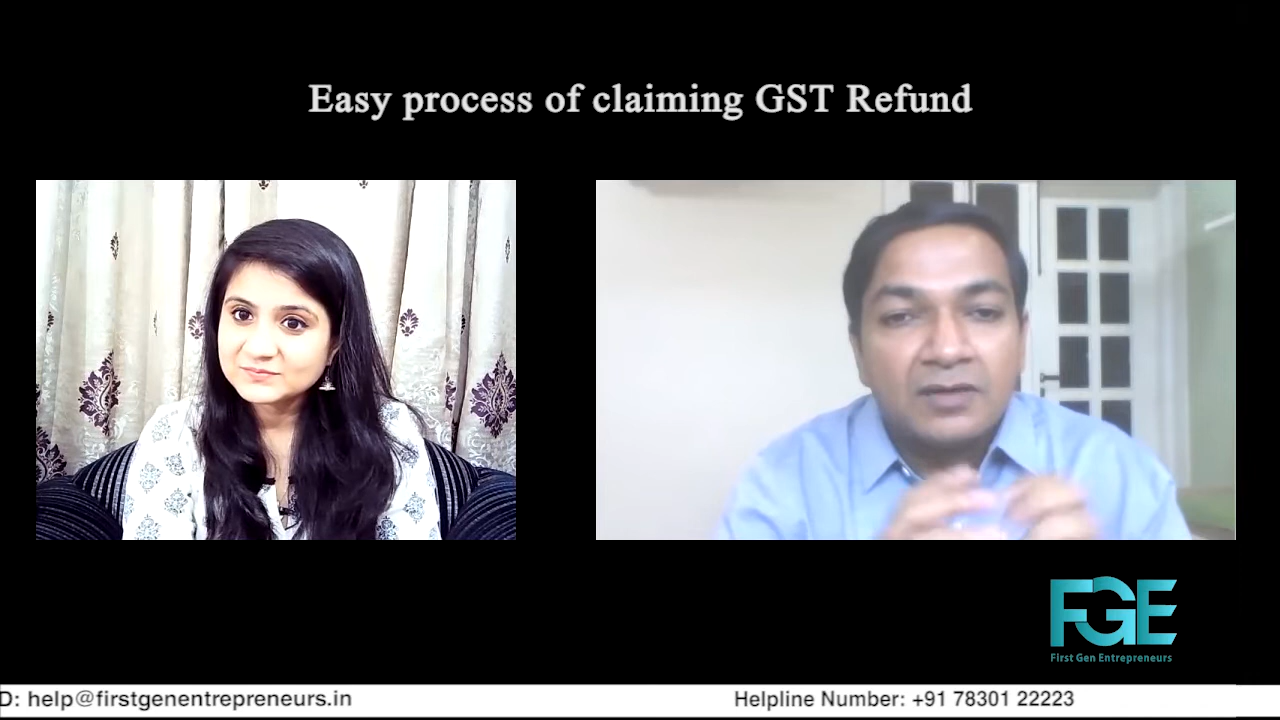 Easy process of claiming GST Refund
FGE
First Gen Entrepreneurs
D: help@firstgenentrepreneurs.in Helpline Number: +91 78301 22223